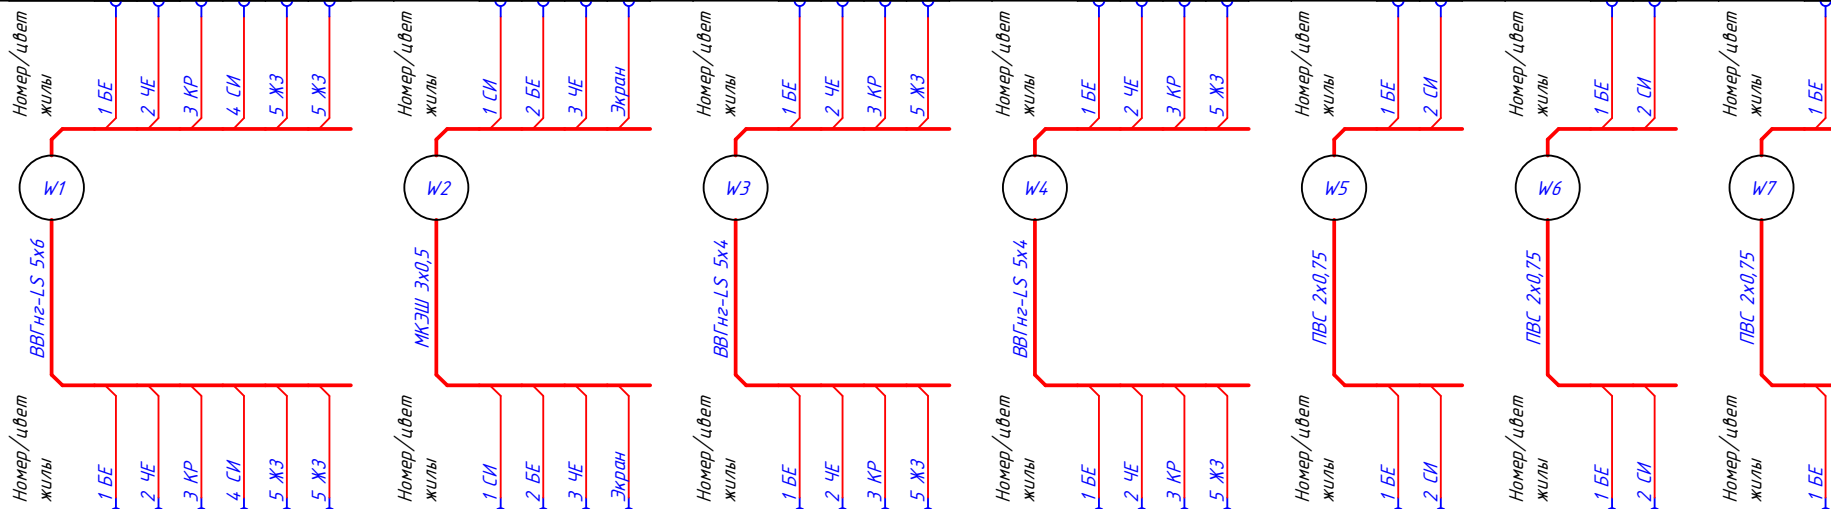 Номер/цвет
жилы
1 БЕ
2 ЧЕ
3 КР
4 СИ
5 ЖЗ
5 ЖЗ
Номер/цвет
жилы
1 СИ
2 БЕ
3 ЧЕ
Экран
Номер/цвет
жилы
1 БЕ
2 ЧЕ
3 КР
5 ЖЗ
Номер/цвет
жилы
1 БЕ
2 ЧЕ
3 КР
5 ЖЗ
Номер/цвет
жилы
1 БЕ
2 СИ
Номер/цвет
жилы
1 БЕ
2 СИ
Номер/цвет
жилы
1 БЕ
W1
W2
W3
W4
W5
W6
W7
ВВГнг-LS 5х6
МКЭШ 3х0,5
ВВГнг-LS 5х4
ВВГнг-LS 5х4
ПВС 2х0,75
ПВС 2х0,75
ПВС 2х0,75
Номер/цвет
жилы
1 БЕ
2 ЧЕ
3 КР
4 СИ
5 ЖЗ
5 ЖЗ
Номер/цвет
жилы
1 СИ
2 БЕ
3 ЧЕ
Экран
Номер/цвет
жилы
1 БЕ
2 ЧЕ
3 КР
5 ЖЗ
Номер/цвет
жилы
1 БЕ
2 ЧЕ
3 КР
5 ЖЗ
Номер/цвет
жилы
1 БЕ
2 СИ
Номер/цвет
жилы
1 БЕ
2 СИ
Номер/цвет
жилы
1 БЕ